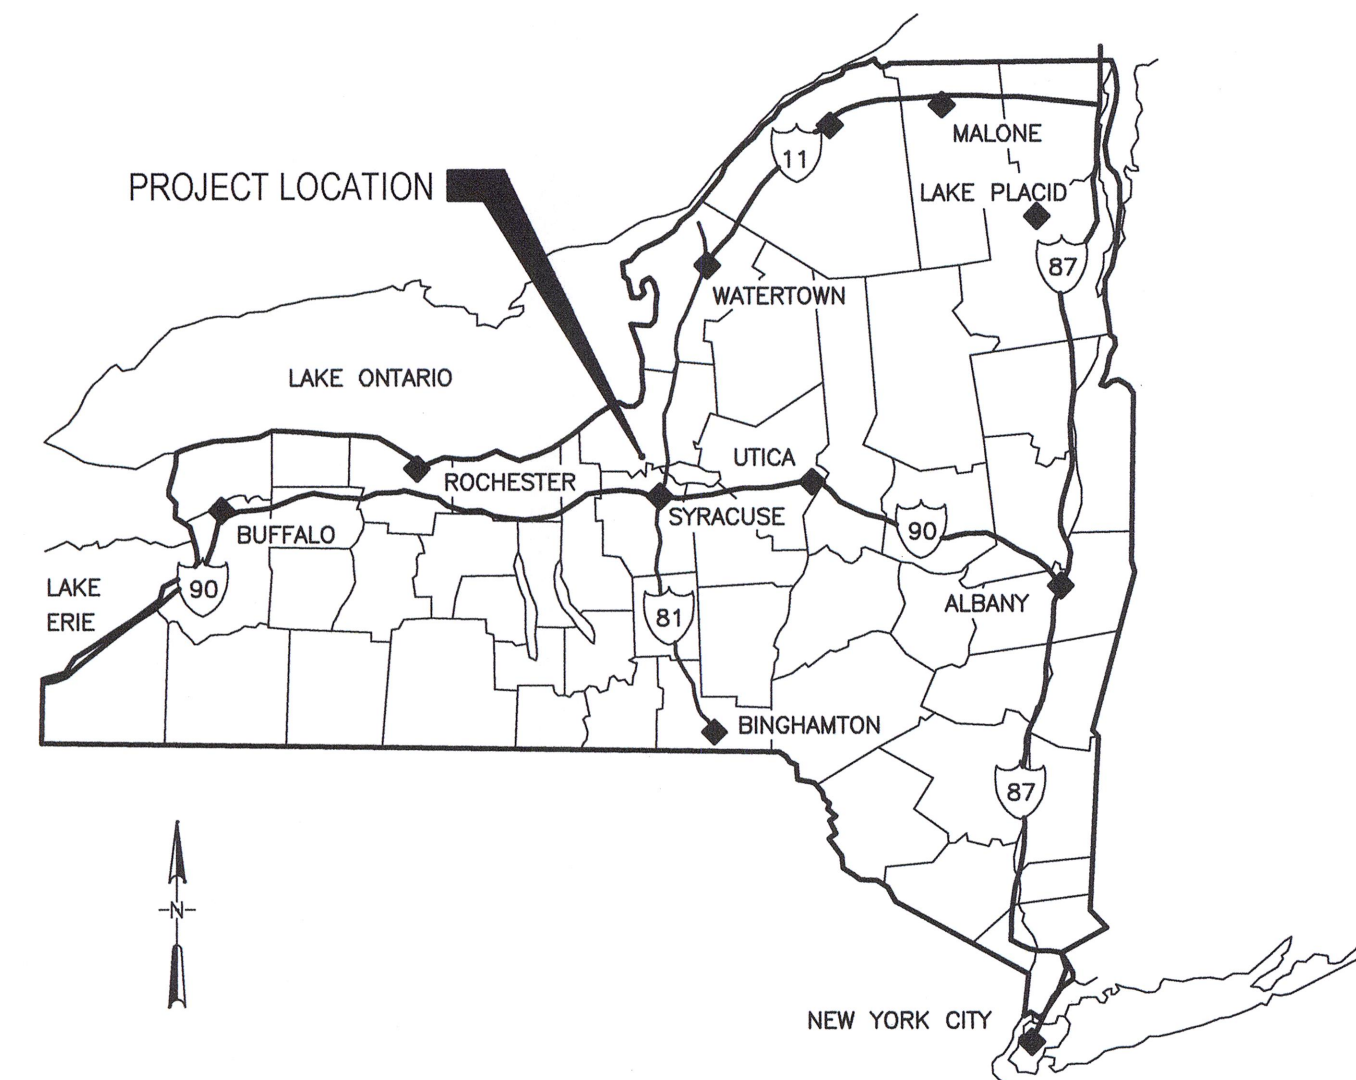 MALONE
11
PROJECT LOCATION
LAKE PLACID
87
WATERTOWN
LAKE ONTARIO
UTICA
ROCHESTER
SYRACUSE
90
BUFFALO
LAKE
ERIE
90
81
ALBANY
BINGHAMTON
87
N
NEW YORK CITY